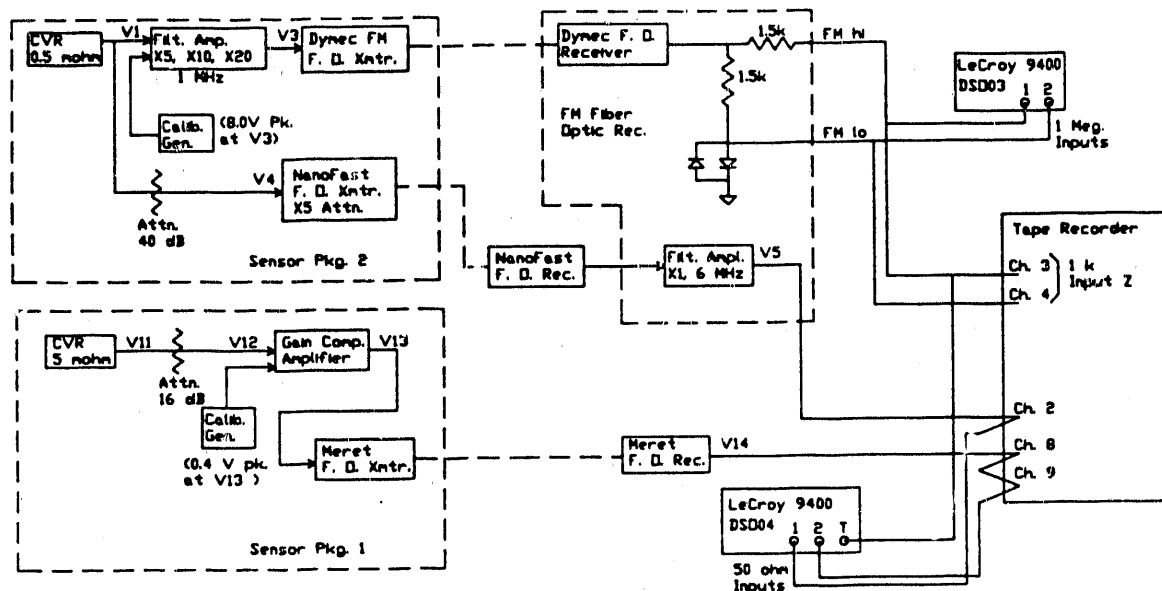 CVR
0.5 mohm
V1
Filt. Amp.
X5, X10, X20
1 MHz
V3
Dymec FM
F. O. Xmtr.
Calib.
Gen.
(8.0V Pk.
at V3)
V4
NanoFast
F. O. Xmtr.
X5 Attn.
Attn.
40 dB
Sensor Pkg. 2
Dymec F. O.
Receiver
1.5k
1.5k
FM hi
FM Fiber
Optic Rec.
FM lo
LeCroy 9400
DSO03
1 2
1 Meg.
Inputs
NanoFast
F. O. Rec.
Filt. Ampl.
X1, 6 MHz
V5
Tape Recorder
Ch. 3
Ch. 4
1 k
Input Z
Ch. 2
Ch. 8
Ch. 9
CVR
5 mohm
V11
V12
Attn.
16 dB
Gain Comp.
Amplifier
V13
Calib.
Gen.
(0.4 V pk.
at V13 )
Meret
F. O. Xmtr.
Sensor Pkg. 1
Meret
F. O. Rec.
V14
LeCroy 9400
DSO04
1 2 T
50 ohm
Inputs